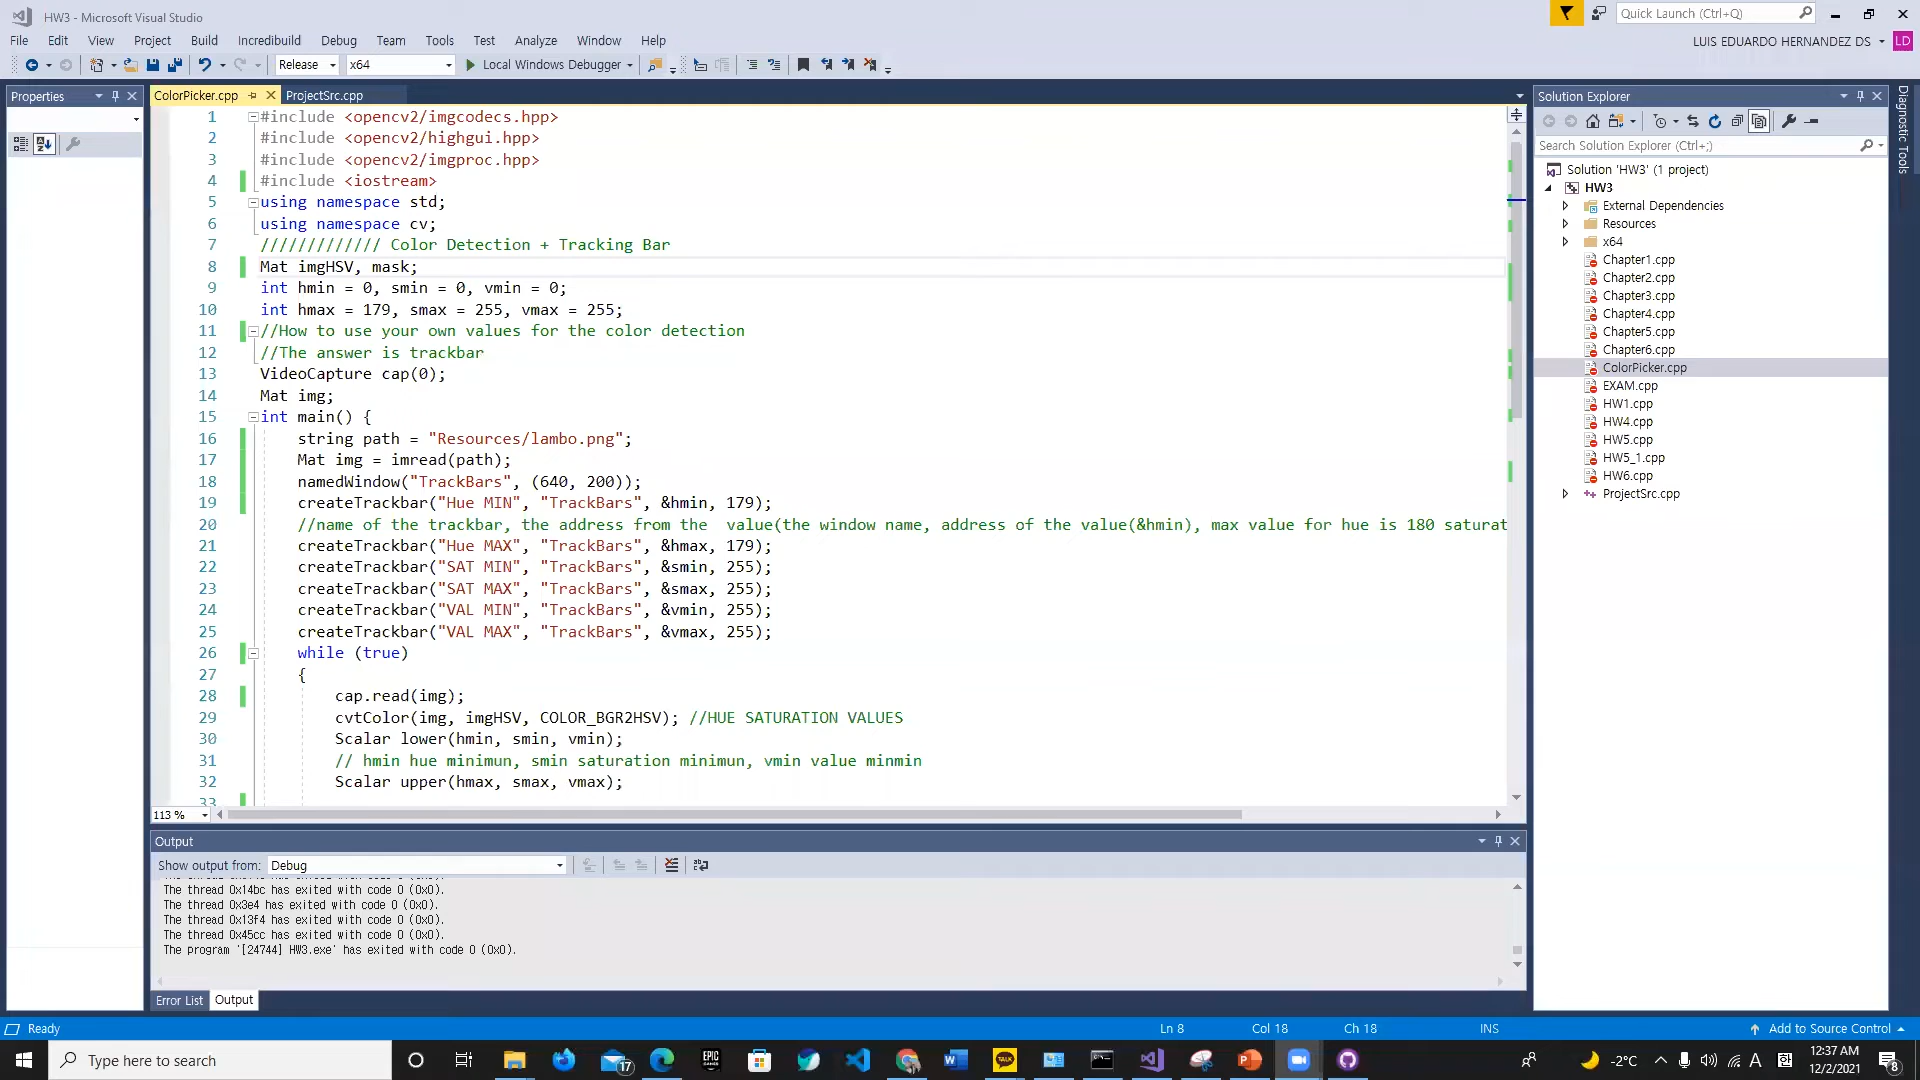 HW3 - Microsoft Visual Studio
Quick Launch (Ctrl+Q)
File Edit View Project Build Incredibuild Debug Team Tools Test Analyze Window Help
LUIS EDUARDO HERNANDEZ DS
LD
Release x64 Local Windows Debugger
Properties
ColorPicker.cpp ProjectSrc.cpp
1 #include <opencv2/imgcodecs.hpp>
2 #include <opencv2/highgui.hpp>
3 #include <opencv2/imgproc.hpp>
4 #include <iostream>
5 using namespace std;
6 using namespace cv;
7 ///////////// Color Detection + Tracking Bar
8 Mat imgHSV, mask;
9 int hmin = 0, smin = 0, vmin = 0;
10 int hmax = 179, smax = 255, vmax = 255;
11 //How to use your own values for the color detection
12 //The answer is trackbar
13 VideoCapture cap(0);
14 Mat img;
15 int main() {
16 string path = "Resources/lambo.png";
17 Mat img = imread(path);
18 namedWindow("TrackBars", (640, 200));
19 createTrackbar("Hue MIN", "TrackBars", &hmin, 179);
20 //name of the trackbar, the address from the  value(the window name, address of the value(&hmin), max value for hue is 180 saturat
21 createTrackbar("Hue MAX", "TrackBars", &hmax, 179);
22 createTrackbar("SAT MIN", "TrackBars", &smin, 255);
23 createTrackbar("SAT MAX", "TrackBars", &smax, 255);
24 createTrackbar("VAL MIN", "TrackBars", &vmin, 255);
25 createTrackbar("VAL MAX", "TrackBars", &vmax, 255);
26 while (true)
27 {
28 cap.read(img);
29 cvtColor(img, imgHSV, COLOR_BGR2HSV); //HUE SATURATION VALUES
30 Scalar lower(hmin, smin, vmin);
31 // hmin hue minimun, smin saturation minimun, vmin value minmin
32 Scalar upper(hmax, smax, vmax);
33
113 %
Output
Show output from: Debug
The thread 0x14bc has exited with code 0 (0x0).
The thread 0x3e4 has exited with code 0 (0x0).
The thread 0x13f4 has exited with code 0 (0x0).
The thread 0x45cc has exited with code 0 (0x0).
The program '[24744] HW3.exe' has exited with code 0 (0x0).
Error List Output
Solution Explorer
Search Solution Explorer (Ctrl+;)
Solution 'HW3' (1 project)
HW3
External Dependencies
Resources
x64
Chapter1.cpp
Chapter2.cpp
Chapter3.cpp
Chapter4.cpp
Chapter5.cpp
Chapter6.cpp
ColorPicker.cpp
EXAM.cpp
HW1.cpp
HW4.cpp
HW5.cpp
HW5_1.cpp
HW6.cpp
ProjectSrc.cpp
Diagnostic Tools
Ready Ln 8 Col 18 Ch 18 INS Add to Source Control
Type here to search
17
EPIC
TALK
-2°C
A
12:37 AM
12/2/2021
8